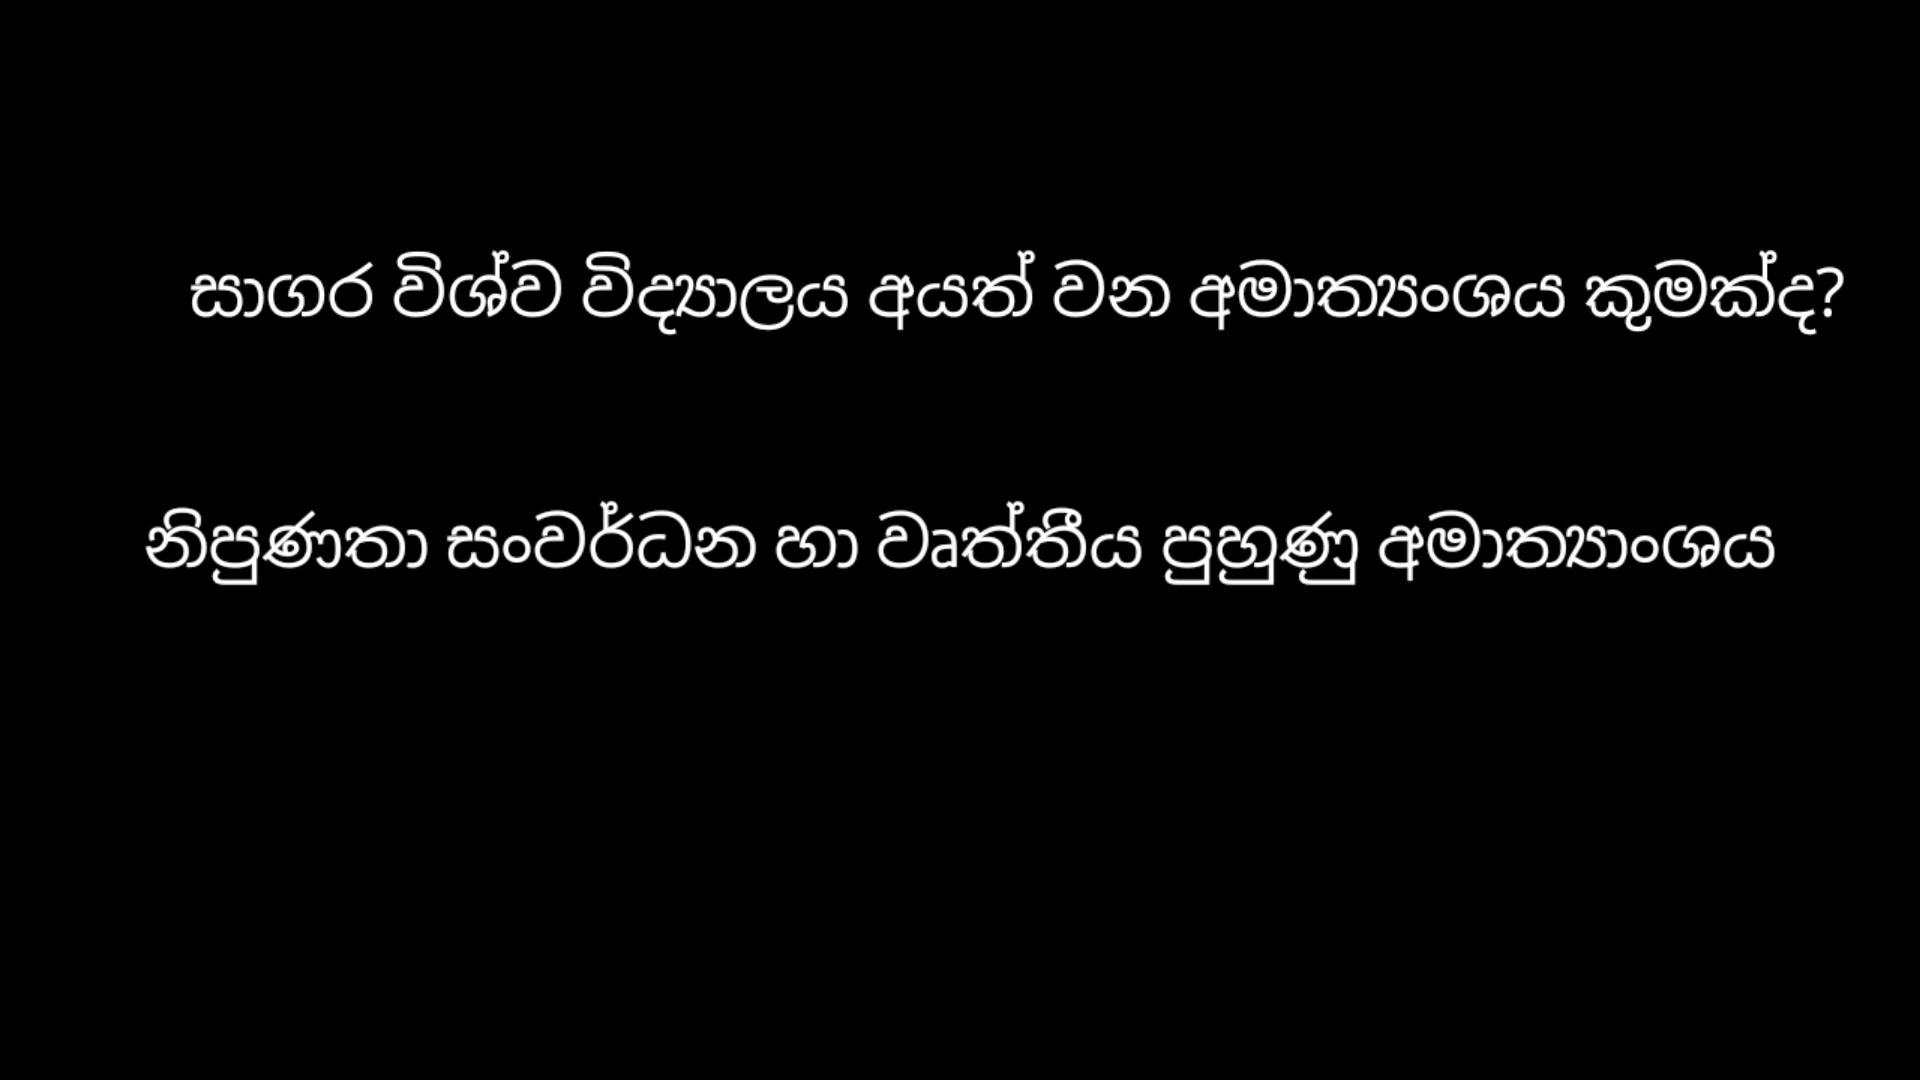 සාගර විශ්ව විද්‍යාලය අයත් වන අමාත්‍යංශය කුමක්ද?
නිපුණතා සංවර්ධන හා වෘත්තීය පුහුණු අමාත්‍යාංශය